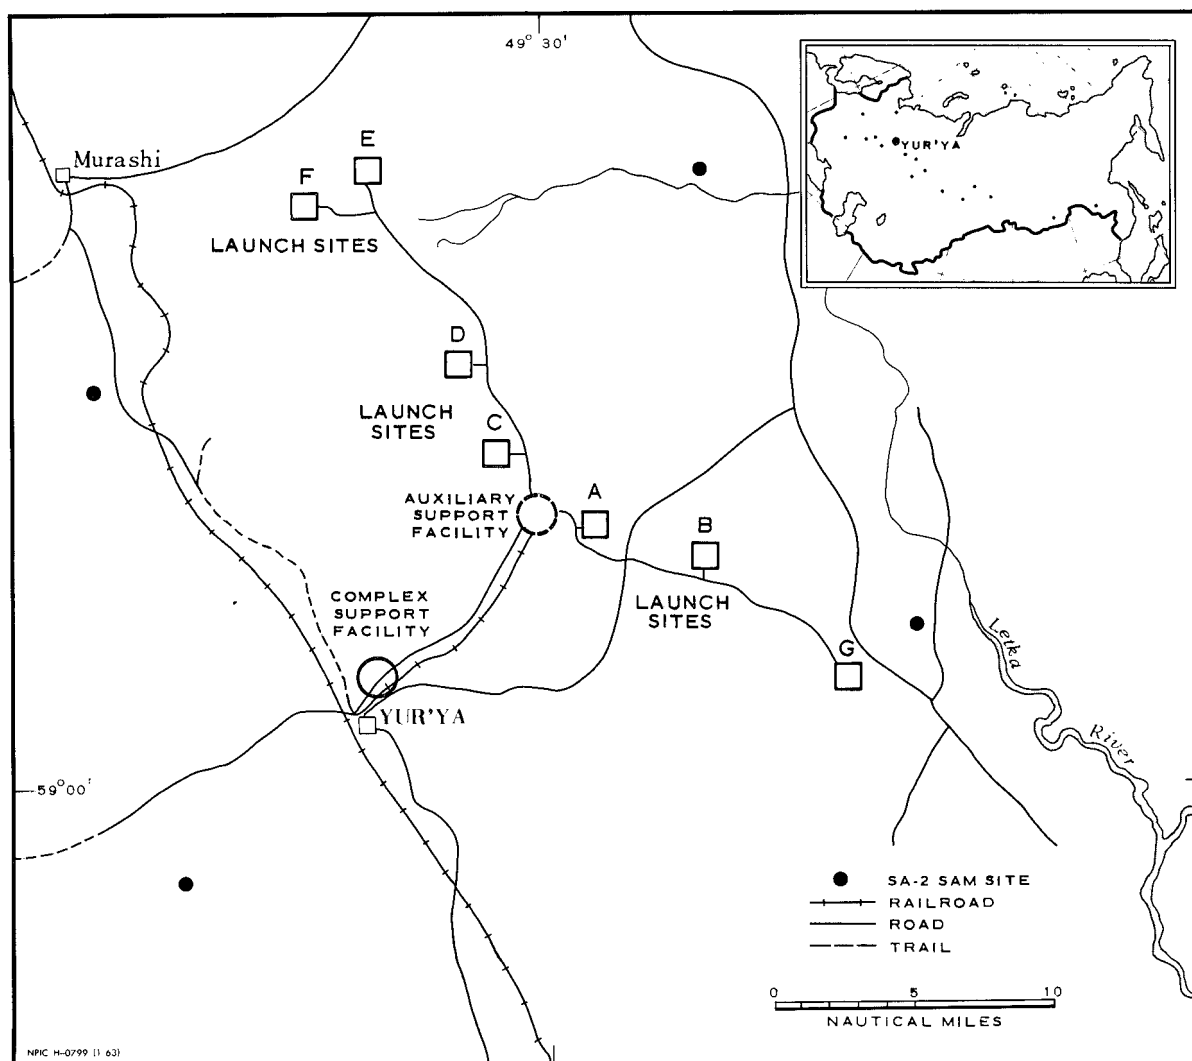 49° 30'
YUR'YA
Murashi
E
F
LAUNCH SITES
D
LAUNCH
SITES
C
AUXILIARY
SUPPORT
FACILITY
A
B
LAUNCH
SITES
COMPLEX
SUPPORT
FACILITY
G
Letka
River
YUR'YA
59° 00'
SA-2 SAM SITE
RAILROAD
ROAD
TRAIL
0 5 10
NAUTICAL MILES
NPIC H-0799 (1 63)